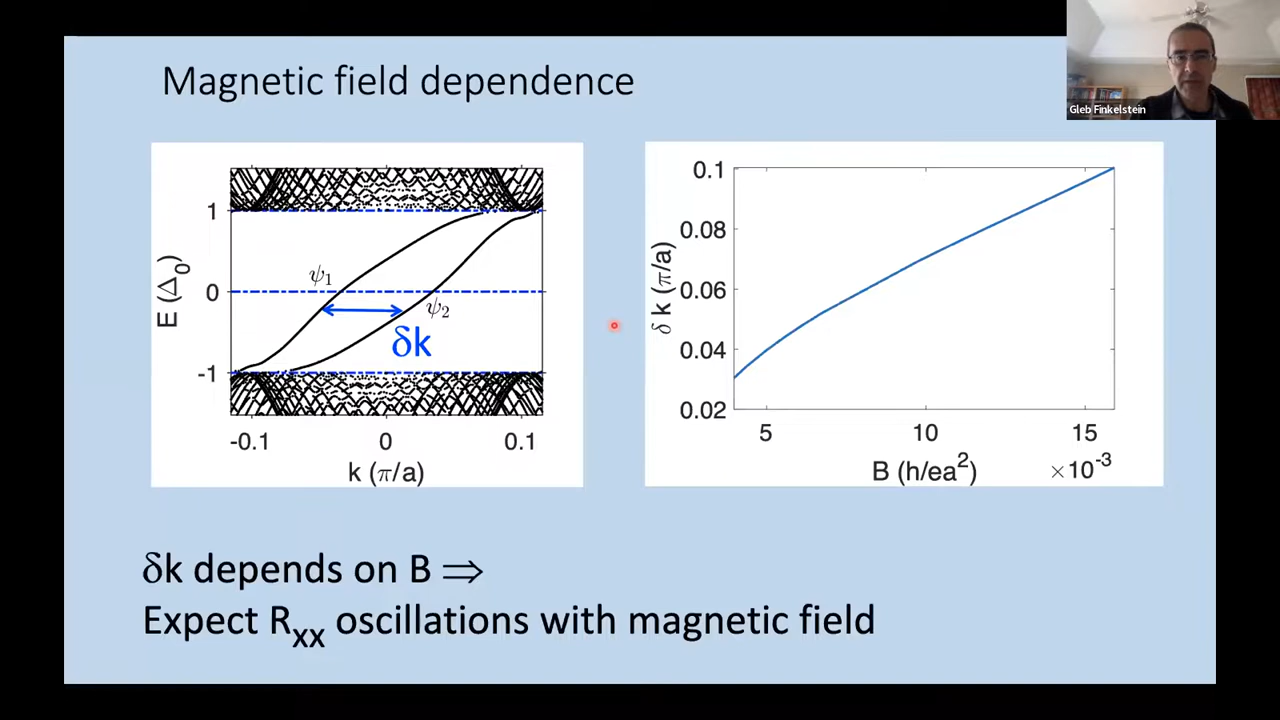 Magnetic field dependence
Gleb Finkelstein
E (Δ₀)
1
0
-1
ψ₁
ψ₂
δk
-0.1
0
0.1
k (π/a)
δ k (π/a)
0.1
0.08
0.06
0.04
0.02
5
10
15
B (h/ea²)
×10⁻³
δk depends on B ⇒
Expect Rₓₓ oscillations with magnetic field